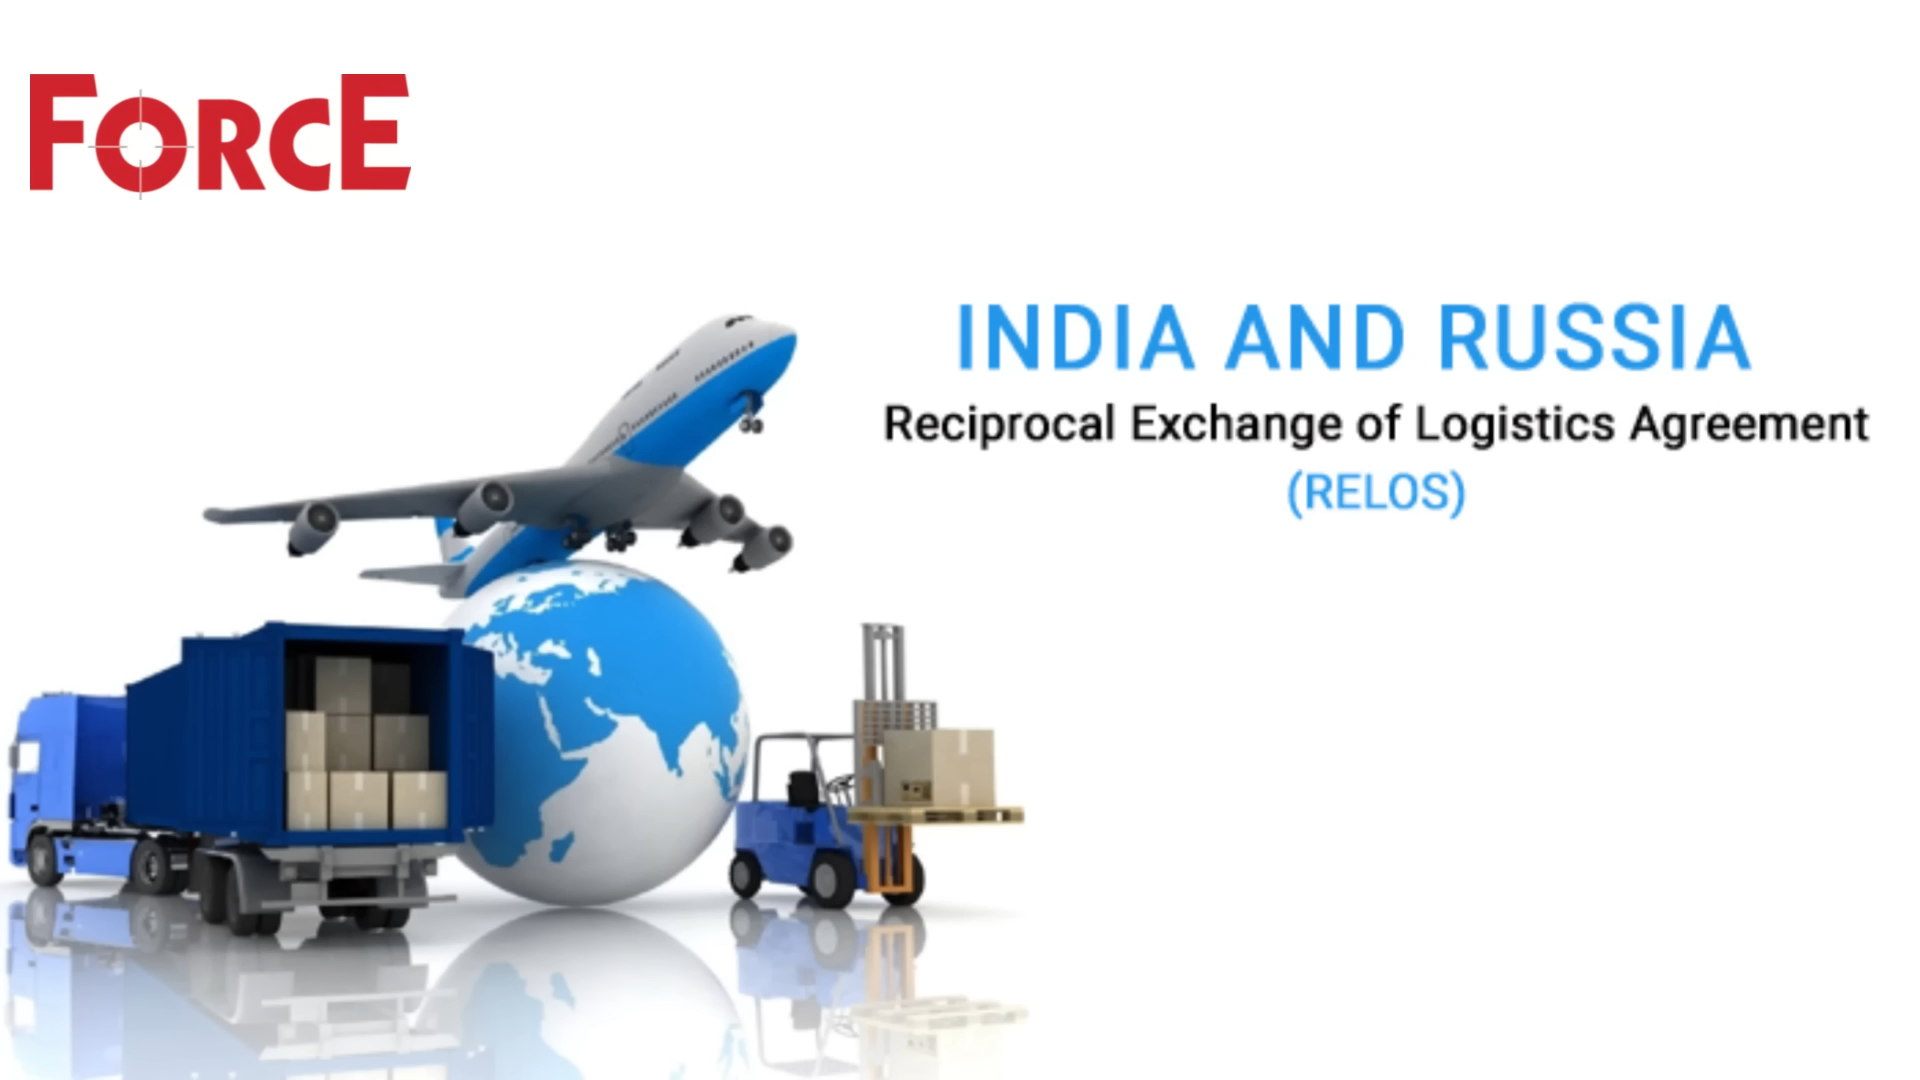 FORCE
INDIA AND RUSSIA
Reciprocal Exchange of Logistics Agreement
(RELOS)